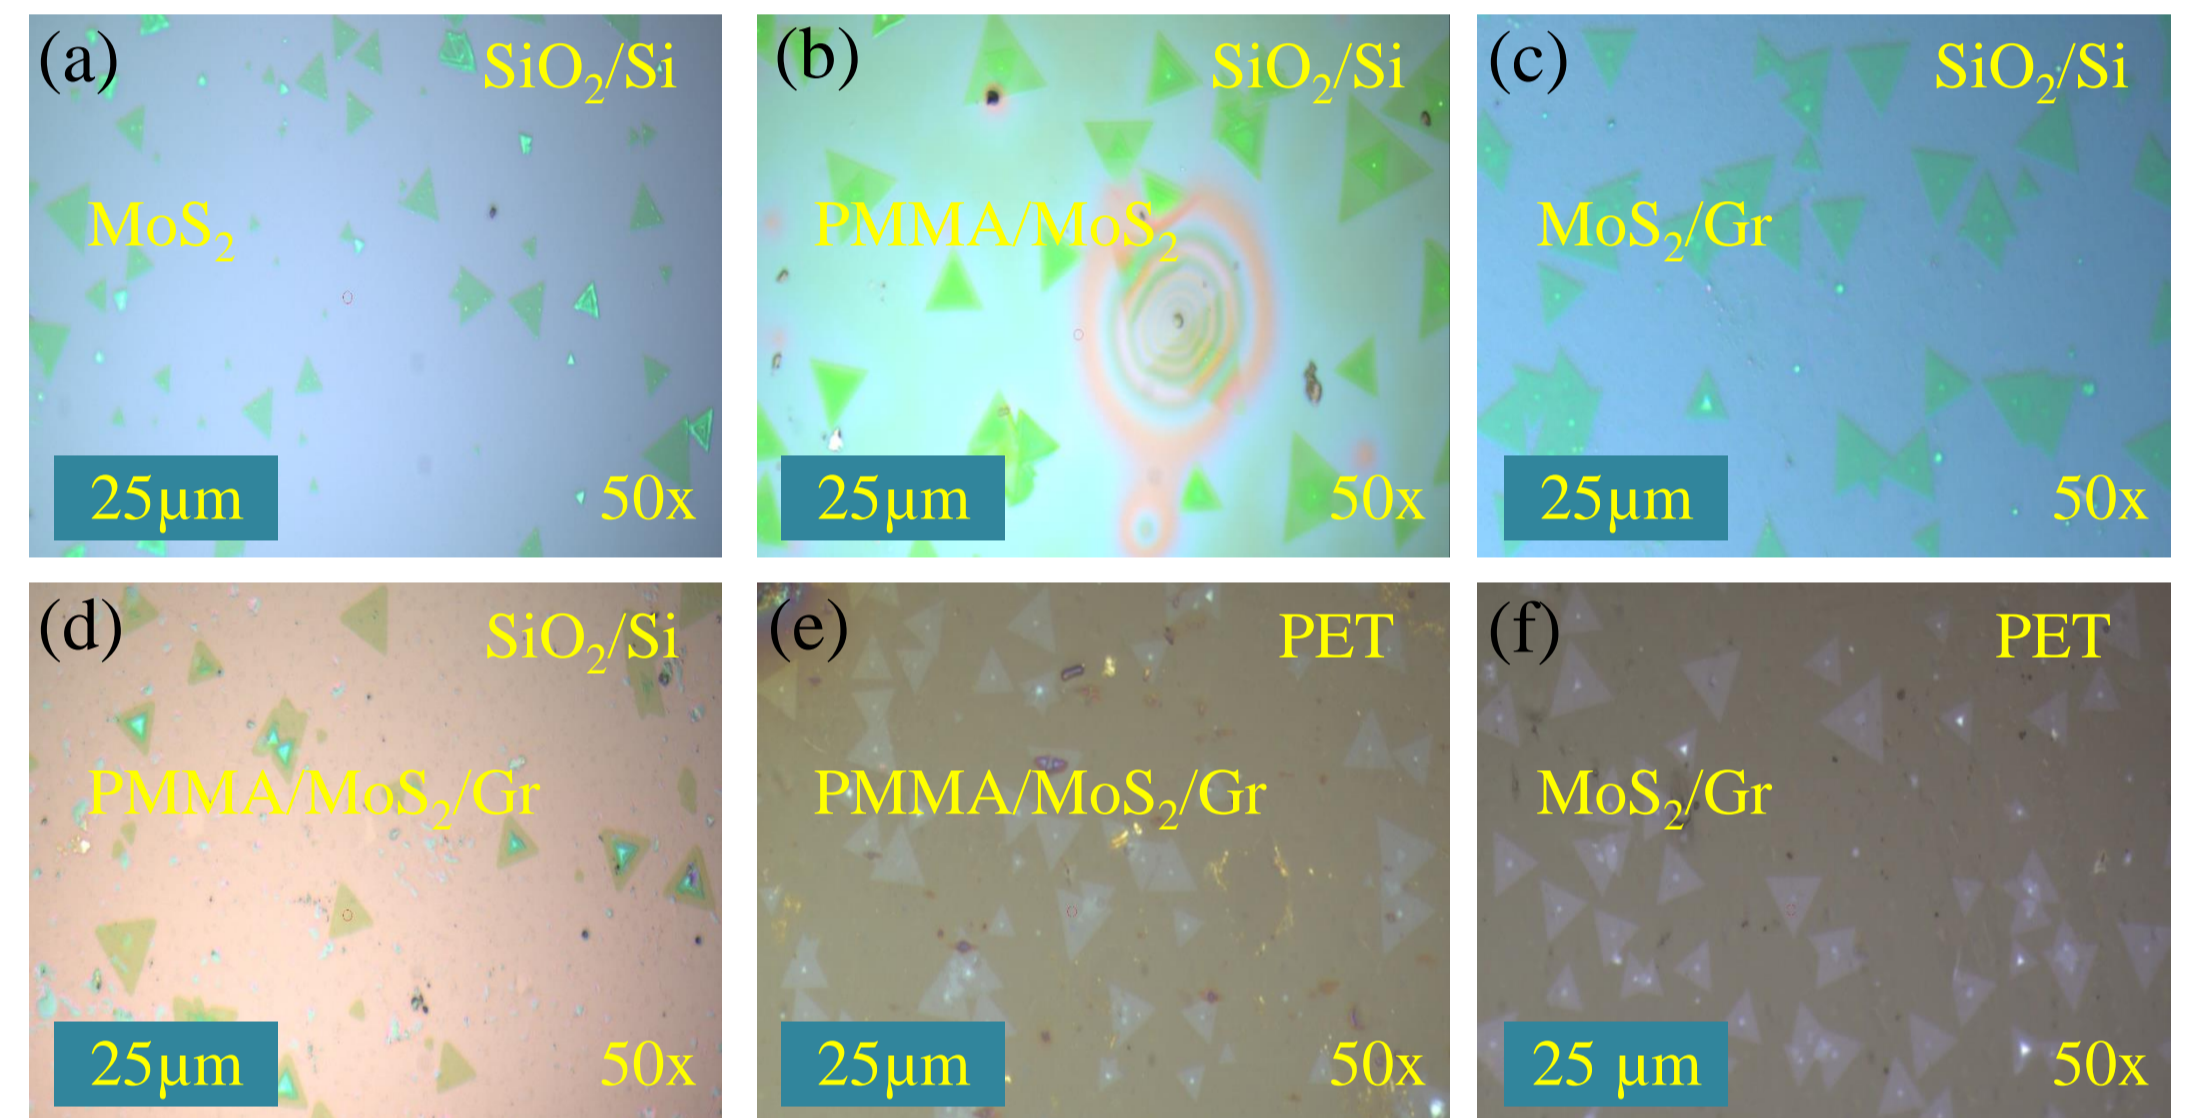 (a)
SiO₂/Si
MoS₂
25µm
50x
(b)
SiO₂/Si
PMMA/MoS₂
25µm
50x
(c)
SiO₂/Si
MoS₂/Gr
25µm
50x
(d)
SiO₂/Si
PMMA/MoS₂/Gr
25µm
50x
(e)
PET
PMMA/MoS₂/Gr
25µm
50x
(f)
PET
MoS₂/Gr
25 µm
50x